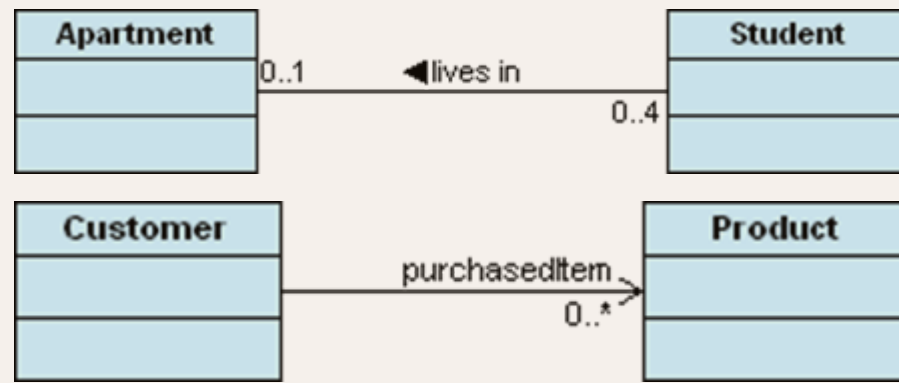 Apartment
Student
0..1
◀lives in
0..4
Customer
Product
purchasedItem
0..*